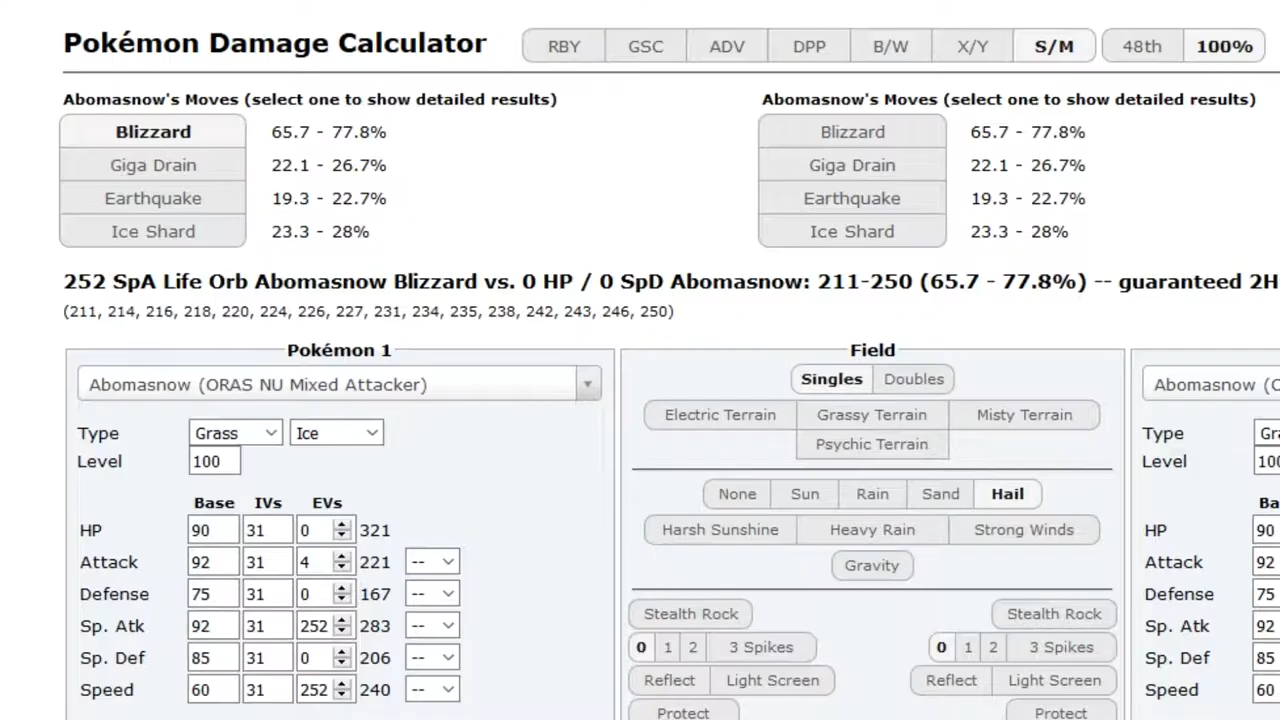 Pokémon Damage Calculator RBY GSC ADV DPP B/W X/Y S/M 48th 100%
Abomasnow's Moves (select one to show detailed results) Abomasnow's Moves (select one to show detailed results)
Blizzard 65.7 - 77.8% Blizzard 65.7 - 77.8%
Giga Drain 22.1 - 26.7% Giga Drain 22.1 - 26.7%
Earthquake 19.3 - 22.7% Earthquake 19.3 - 22.7%
Ice Shard 23.3 - 28% Ice Shard 23.3 - 28%
252 SpA Life Orb Abomasnow Blizzard vs. 0 HP / 0 SpD Abomasnow: 211-250 (65.7 - 77.8%) -- guaranteed 2H
(211, 214, 216, 218, 220, 224, 226, 227, 231, 234, 235, 238, 242, 243, 246, 250)
Pokémon 1
Abomasnow (ORAS NU Mixed Attacker)
Type Grass Ice
Level 100
Base IVs EVs
HP 90 31 0 321
Attack 92 31 4 221 --
Defense 75 31 0 167 --
Sp. Atk 92 31 252 283 --
Sp. Def 85 31 0 206 --
Speed 60 31 252 240 --
Field
Singles Doubles
Electric Terrain Grassy Terrain Misty Terrain
Psychic Terrain
None Sun Rain Sand Hail
Harsh Sunshine Heavy Rain Strong Winds
Gravity
Stealth Rock Stealth Rock
0 1 2 3 Spikes 0 1 2 3 Spikes
Reflect Light Screen Reflect Light Screen
Protect Protect
Abomasnow (O
Type Gra
Level 100
Ba
HP 90
Attack 92
Defense 75
Sp. Atk 92
Sp. Def 85
Speed 60